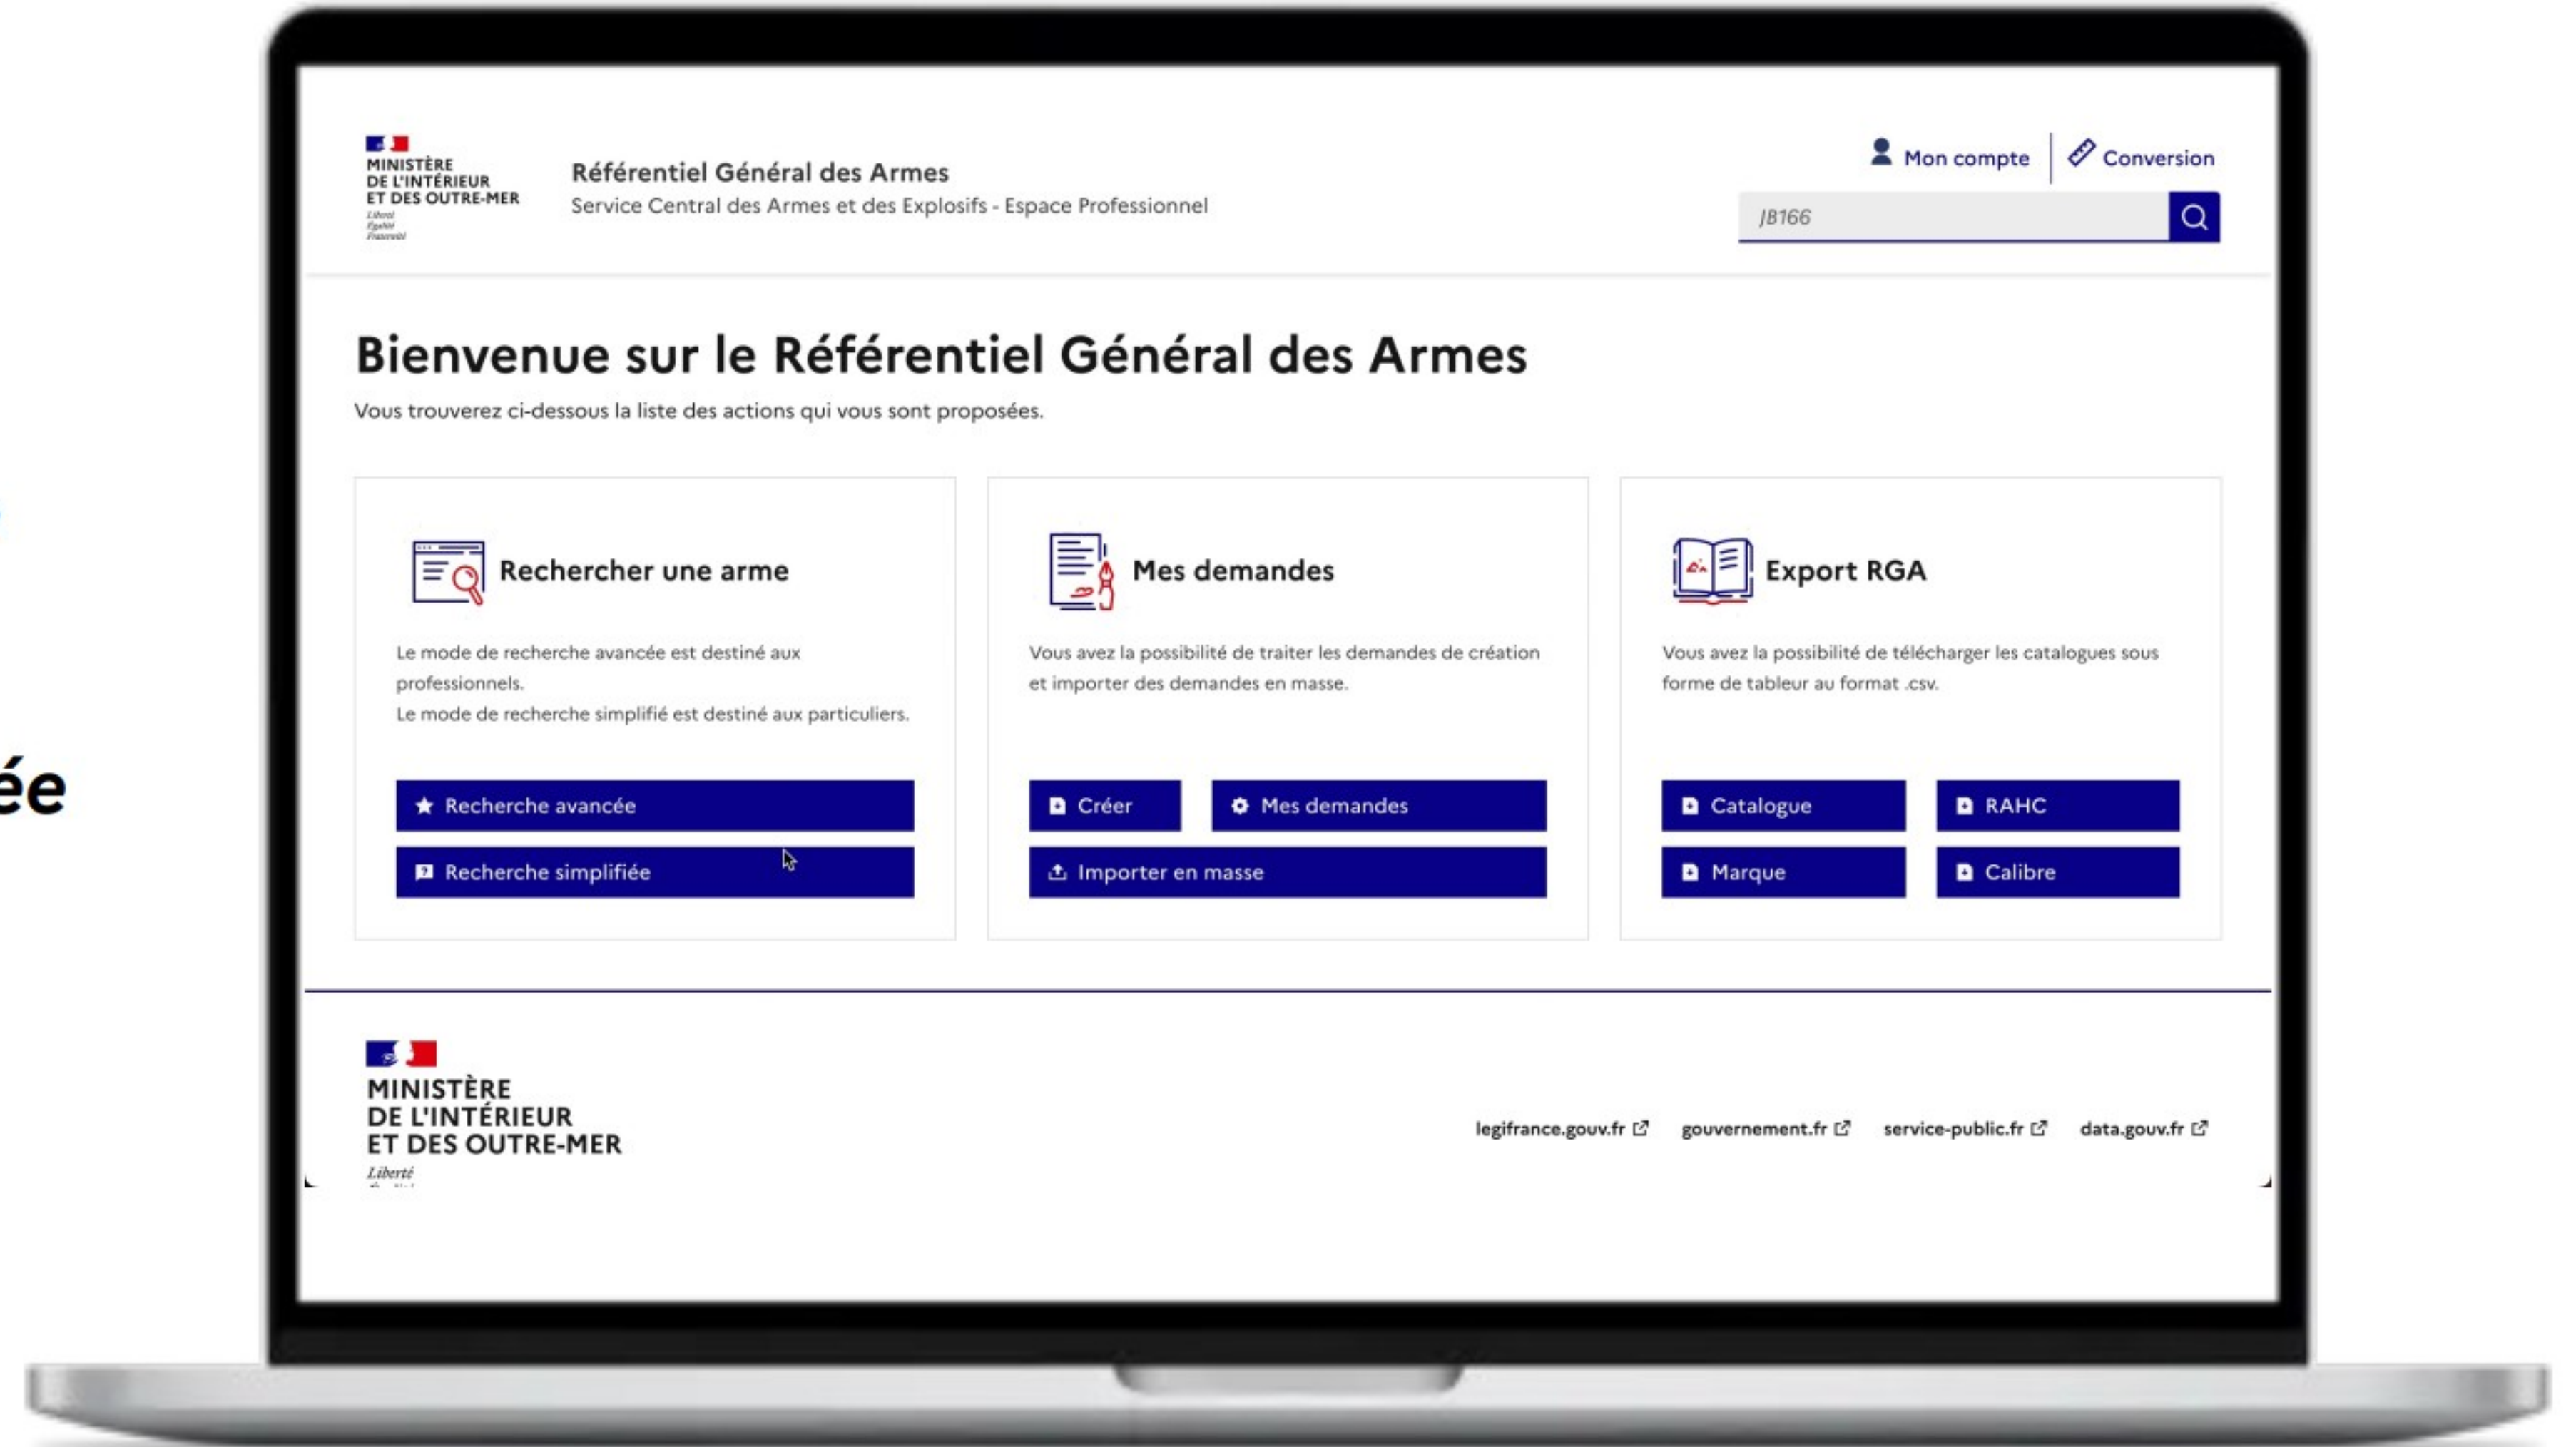 MINISTÈRE
DE L'INTÉRIEUR
ET DES OUTRE-MER
Liberté
Égalité
Fraternité
Référentiel Général des Armes
Service Central des Armes et des Explosifs - Espace Professionnel
Mon compte
Conversion
JB166
Bienvenue sur le Référentiel Général des Armes
Vous trouverez ci-dessous la liste des actions qui vous sont proposées.
Rechercher une arme
Le mode de recherche avancée est destiné aux
professionnels.
Le mode de recherche simplifié est destiné aux particuliers.
Recherche avancée
Recherche simplifiée
Mes demandes
Vous avez la possibilité de traiter les demandes de création
et importer des demandes en masse.
Créer
Mes demandes
Importer en masse
Export RGA
Vous avez la possibilité de télécharger les catalogues sous
forme de tableur au format .csv.
Catalogue
RAHC
Marque
Calibre
ée
MINISTÈRE
DE L'INTÉRIEUR
ET DES OUTRE-MER
Liberté
legifrance.gouv.fr
gouvernement.fr
service-public.fr
data.gouv.fr